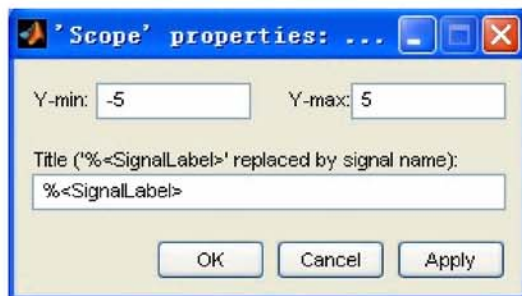 'Scope' properties: ...
Y-min: -5 Y-max: 5
Title ('%<SignalLabel>' replaced by signal name):
%<SignalLabel>
OK Cancel Apply